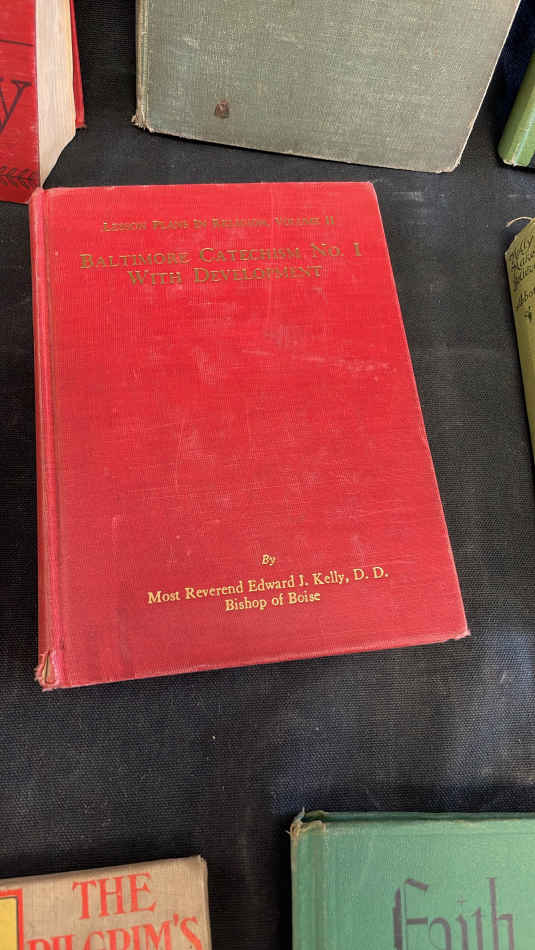 y
LESSON PLANS IN RELIGION, VOLUME II
BALTIMORE CATECHISM NO. 1
WITH DEVELOPMENT
By
Most Reverend Edward J. Kelly, D. D.
Bishop of Boise
THE
PILGRIM'S
Faith